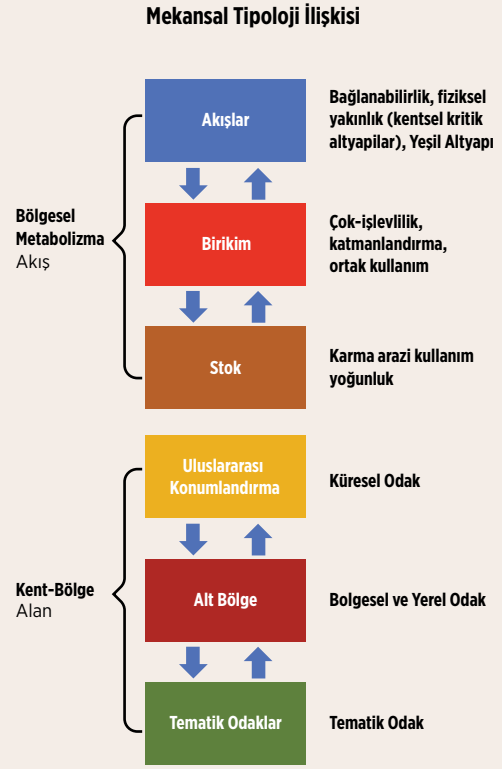 Mekansal Tipoloji İlişkisi
Akışlar
Bağlanabilirlik, fiziksel
yakınlık (kentsel kritik
altyapilar), Yeşil Altyapı
Bölgesel
Metabolizma
Akış
Birikim
Çok-işlevlilik,
katmanlandırma,
ortak kullanım
Stok
Karma arazi kullanım
yoğunluk
Uluslararası
Konumlandırma
Küresel Odak
Kent-Bölge
Alan
Alt Bölge
Bolgesel ve Yerel Odak
Tematik Odaklar
Tematik Odak